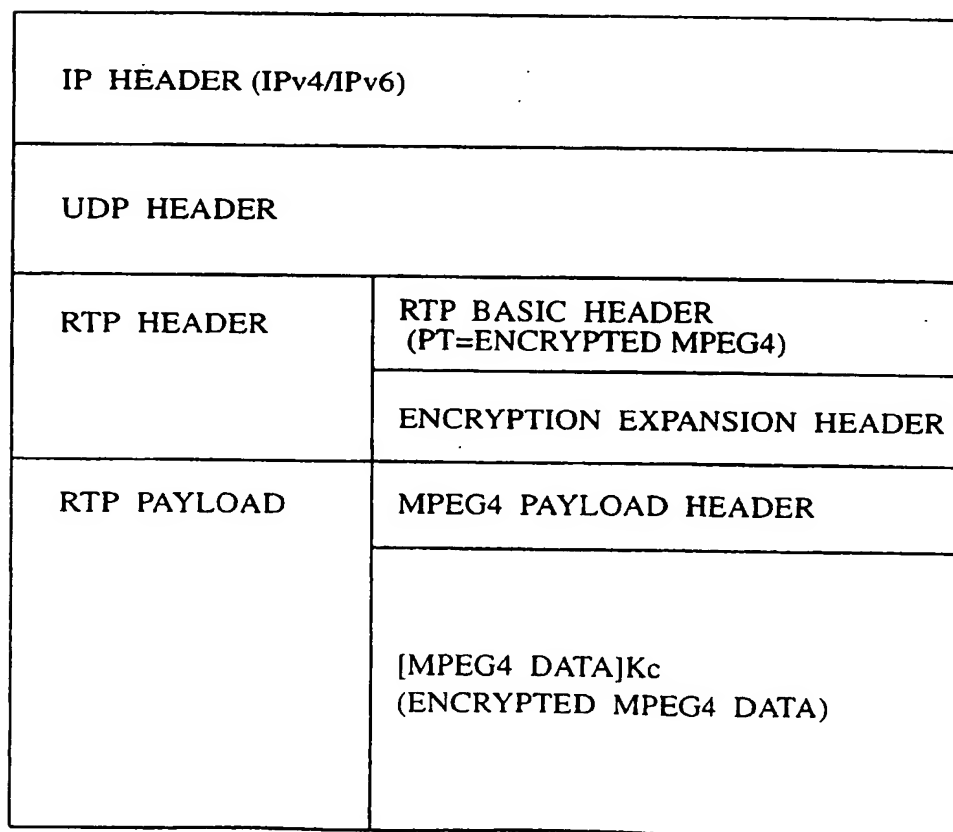 IP HEADER (IPv4/IPv6)
UDP HEADER
RTP HEADER
RTP BASIC HEADER
(PT=ENCRYPTED MPEG4)
ENCRYPTION EXPANSION HEADER
RTP PAYLOAD
MPEG4 PAYLOAD HEADER
[MPEG4 DATA]Kc
(ENCRYPTED MPEG4 DATA)